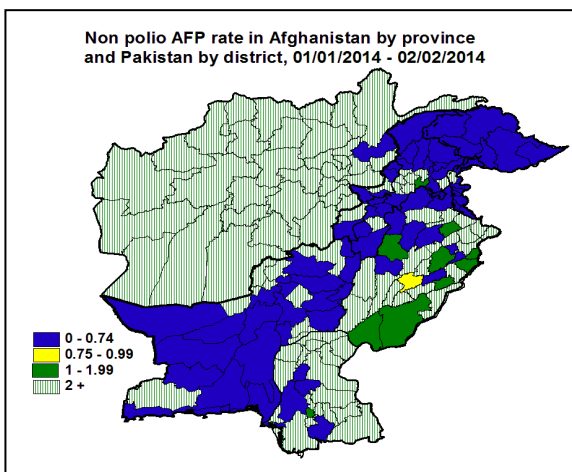 Non polio AFP rate in Afghanistan by province
and Pakistan by district, 01/01/2014 - 02/02/2014
0 - 0.74
0.75 - 0.99
1 - 1.99
2 +